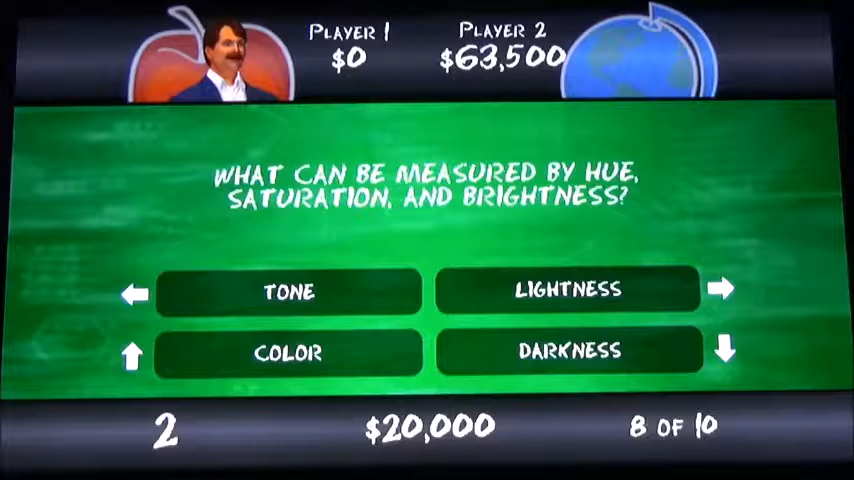 PLAYER 1
$0
PLAYER 2
$63,500
WHAT CAN BE MEASURED BY HUE,
SATURATION, AND BRIGHTNESS?
TONE
LIGHTNESS
COLOR
DARKNESS
2
$20,000
8 OF 10